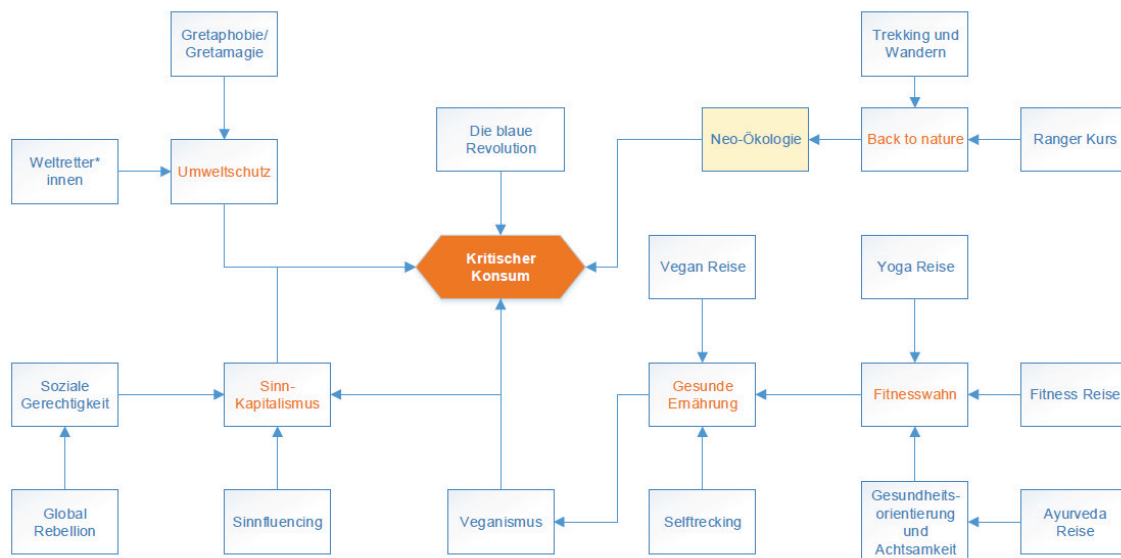 Gretaphobie/
Gretamagie
Trekking und
Wandern
Weltretter*
innen
Umweltschutz
Die blaue
Revolution
Neo-Ökologie
Back to nature
Ranger Kurs
Kritischer
Konsum
Vegan Reise
Yoga Reise
Soziale
Gerechtigkeit
Sinn-
Kapitalismus
Gesunde
Ernährung
Fitnesswahn
Fitness Reise
Global
Rebellion
Sinnfluencing
Veganismus
Selftrecking
Gesundheits-
orientierung
und
Achtsamkeit
Ayurveda
Reise